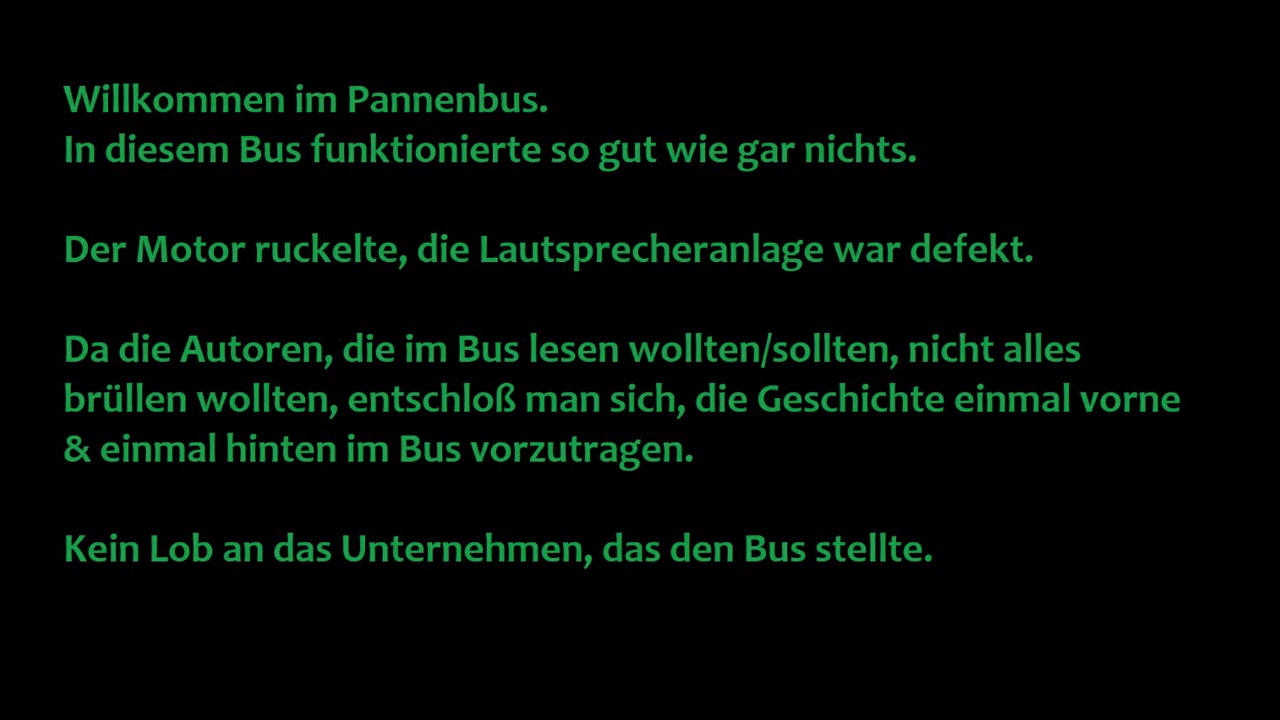 Willkommen im Pannenbus.
In diesem Bus funktionierte so gut wie gar nichts.
Der Motor ruckelte, die Lautsprecheranlage war defekt.
Da die Autoren, die im Bus lesen wollten/sollten, nicht alles
brüllen wollten, entschloß man sich, die Geschichte einmal vorne
& einmal hinten im Bus vorzutragen.
Kein Lob an das Unternehmen, das den Bus stellte.